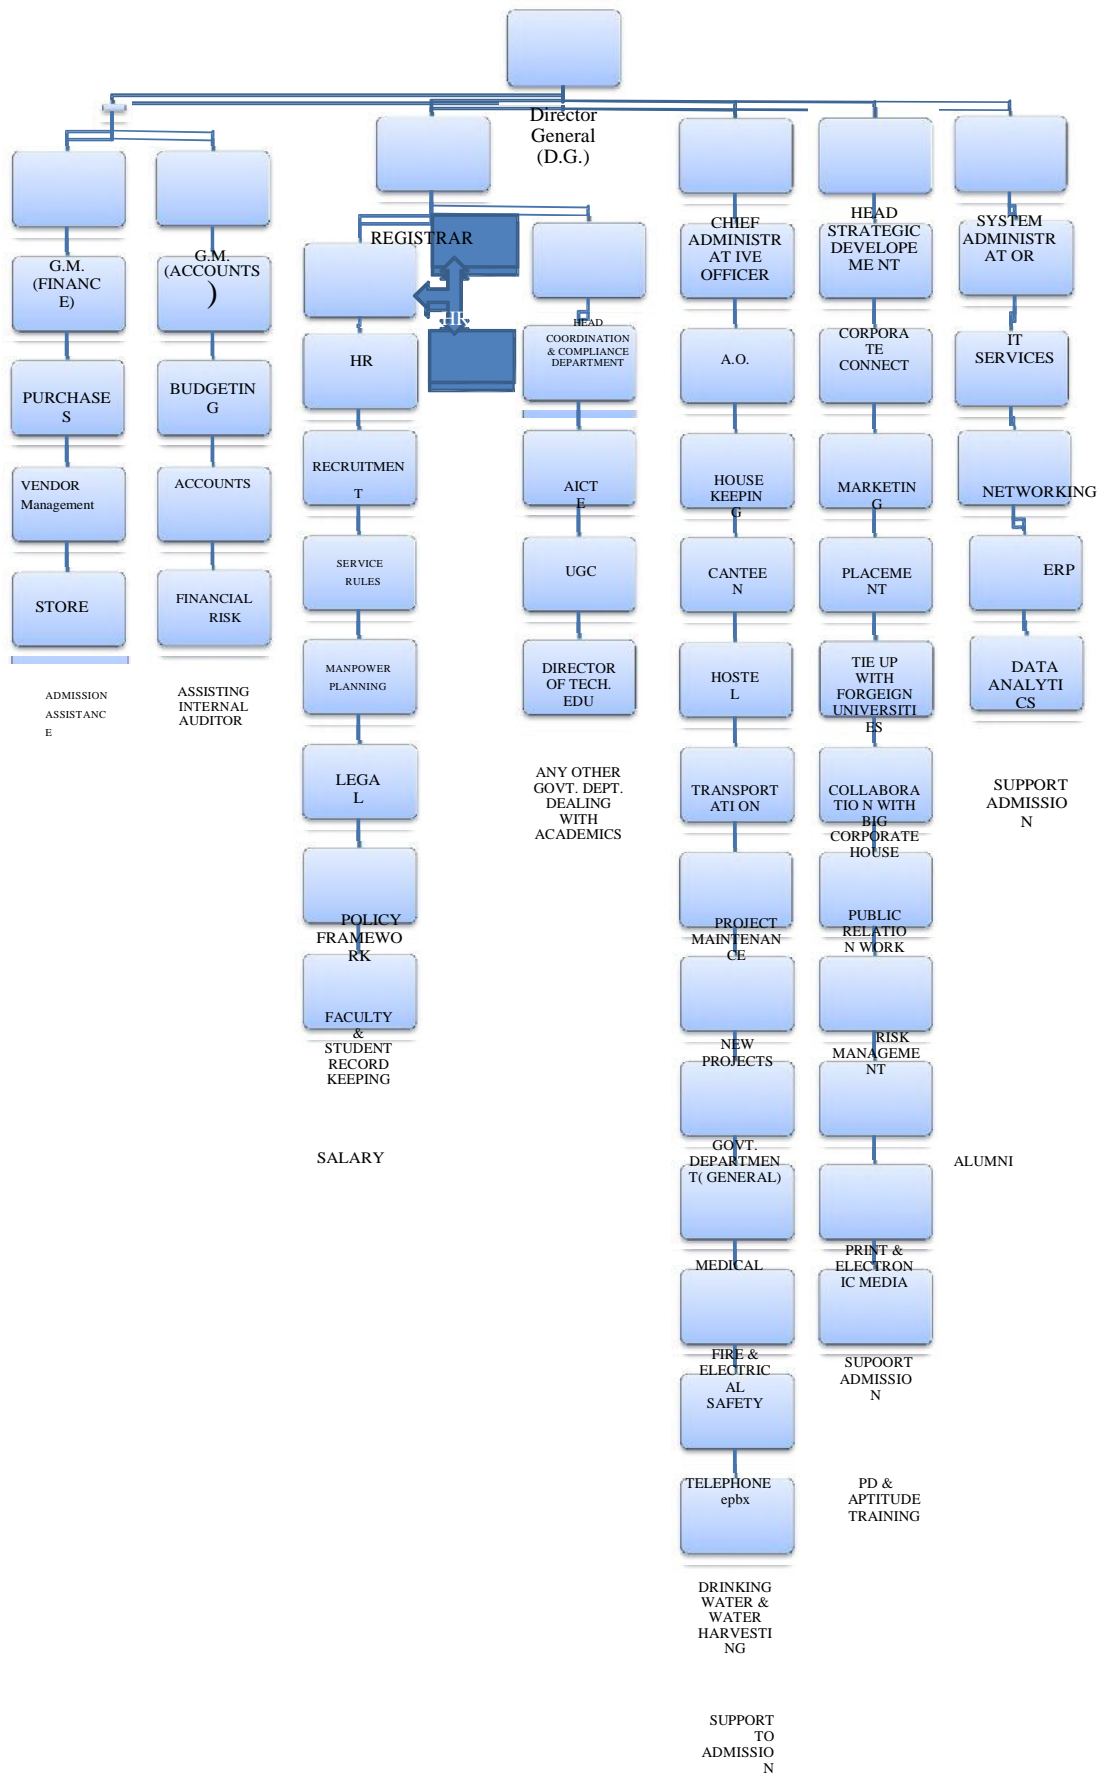 Director
General
(D.G.)
G.M.
(FINANC
E)
PURCHASE
S
VENDOR
Management
STORE
ADMISSION
ASSISTANC
E
G.M.
(ACCOUNTS
)
BUDGETIN
G
ACCOUNTS
FINANCIAL
RISK
ASSISTING
INTERNAL
AUDITOR
REGISTRAR
HR
HR
RECRUITMEN
T
SERVICE
RULES
MANPOWER
PLANNING
LEGA
L
POLICY
FRAMEWO
RK
FACULTY
&
STUDENT
RECORD
KEEPING
SALARY
HEAD
COORDINATION
& COMPLIANCE
DEPARTMENT
AICT
E
UGC
DIRECTOR
OF TECH.
EDU
ANY OTHER
GOVT. DEPT.
DEALING
WITH
ACADEMICS
CHIEF
ADMINISTR
AT IVE
OFFICER
A.O.
HOUSE
KEEPIN
G
CANTEE
N
HOSTE
L
TRANSPORT
ATI ON
PROJECT
MAINTENAN
CE
NEW
PROJECTS
GOVT.
DEPARTMEN
T( GENERAL)
MEDICAL
FIRE &
ELECTRIC
AL
SAFETY
TELEPHONE
epbx
DRINKING
WATER &
WATER
HARVESTI
NG
SUPPORT
TO
ADMISSIO
N
HEAD
STRATEGIC
DEVELOPE
ME NT
CORPORA
TE
CONNECT
MARKETIN
G
PLACEME
NT
TIE UP
WITH
FORGEIGN
UNIVERSITI
ES
COLLABORA
TIO N WITH
BIG
CORPORATE
HOUSE
PUBLIC
RELATIO
N WORK
RISK
MANAGEME
NT
ALUMNI
PRINT &
ELECTRON
IC MEDIA
SUPOORT
ADMISSIO
N
PD &
APTITUDE
TRAINING
SYSTEM
ADMINISTR
AT OR
IT
SERVICES
NETWORKING
ERP
DATA
ANALYTI
CS
SUPPORT
ADMISSIO
N